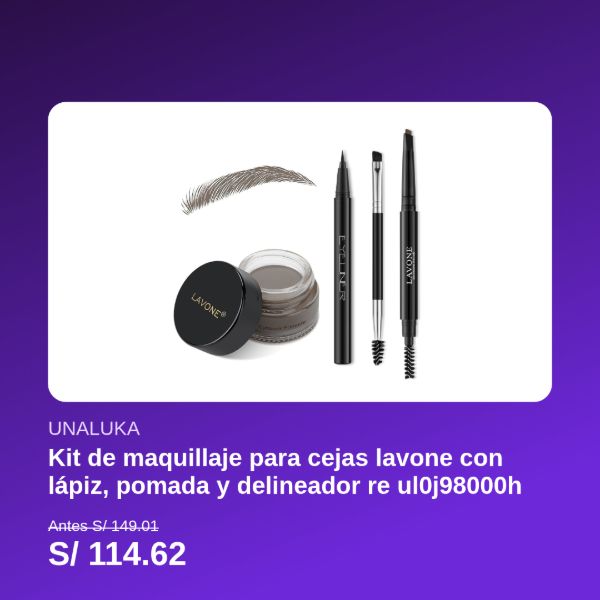 EYELINER
LAVONE
LAVONE®
UNALUKA
Kit de maquillaje para cejas lavone con
lápiz, pomada y delineador re ul0j98000h
Antes S/ 149.01
S/ 114.62